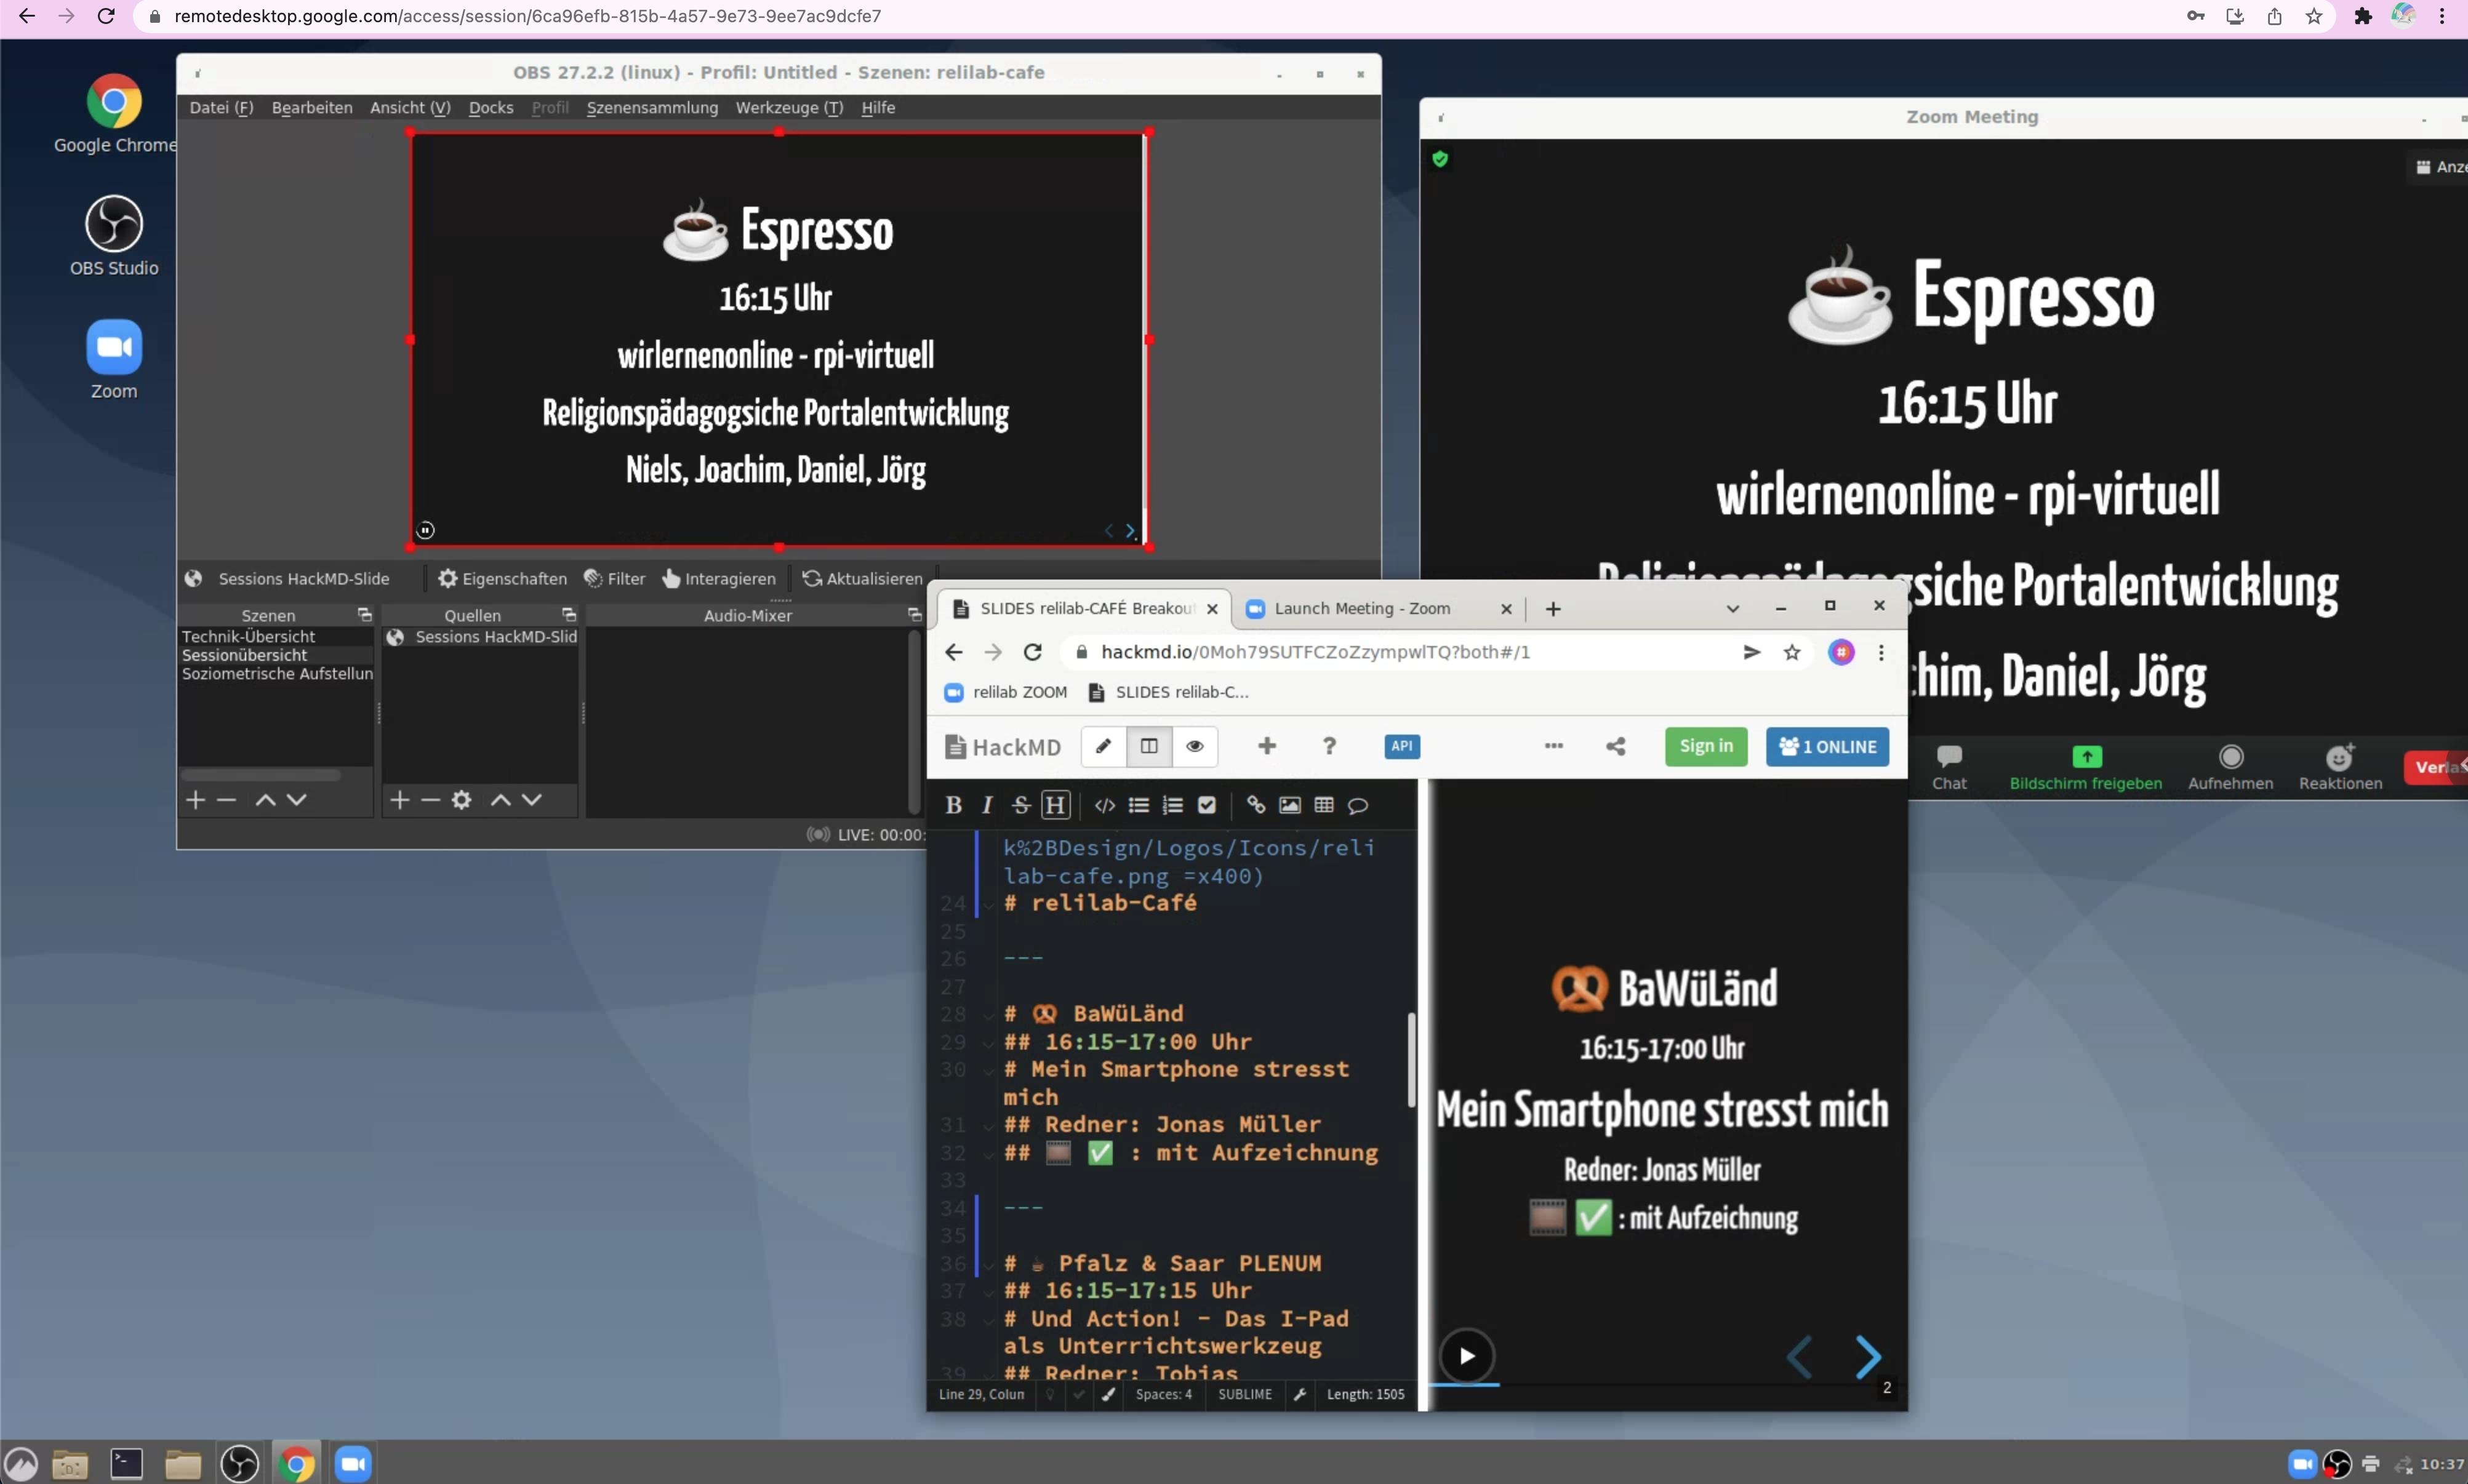 remotedesktop.google.com/access/session/6ca96efb-815b-4a57-9e73-9ee7ac9dcfe7
Google Chrome
OBS Studio
Zoom
OBS 27.2.2 (linux) - Profil: Untitled - Szenen: relilab-cafe
Datei (F) Bearbeiten Ansicht (V) Docks Profil Szenensammlung Werkzeuge (T) Hilfe
Espresso
16:15 Uhr
wirlernenonline - rpi-virtuell
Religionspädagogsiche Portalentwicklung
Niels, Joachim, Daniel, Jörg
Sessions HackMD-Slide Eigenschaften Filter Interagieren Aktualisieren
Szenen Quellen Audio-Mixer
Technik-Übersicht
Sessionübersicht
Soziometrische Aufstellun
Sessions HackMD-Slid
LIVE: 00:00:
Zoom Meeting
Anze
Espresso
16:15 Uhr
wirlernenonline - rpi-virtuell
Religionspädagogsiche Portalentwicklung
him, Daniel, Jörg
Chat Bildschirm freigeben Aufnehmen Reaktionen Verlas
SLIDES relilab-CAFÉ Breakout Launch Meeting - Zoom
hackmd.io/0Moh79SUTFCZoZzympwlTQ?both#/1
relilab ZOOM SLIDES relilab-C...
HackMD + ? API ... Sign in 1 ONLINE
B I S H </>
k%2BDesign/Logos/Icons/reli
lab-cafe.png =x400)
24 # relilab-Café
25
26 ---
27
28 # 🥨 BaWüLänd
29 ## 16:15-17:00 Uhr
30 # Mein Smartphone stresst
mich
31 ## Redner: Jonas Müller
32 ## 🎞 ✅ : mit Aufzeichnung
33
34 ---
35
36 # ☕ Pfalz & Saar PLENUM
37 ## 16:15-17:15 Uhr
38 # Und Action! - Das I-Pad
als Unterrichtswerkzeug
39 ## Redner: Tobias
Line 29, Colun Spaces: 4 SUBLIME Length: 1505
BaWüLänd
16:15-17:00 Uhr
Mein Smartphone stresst mich
Redner: Jonas Müller
🎞 ✅ : mit Aufzeichnung
2
10:37